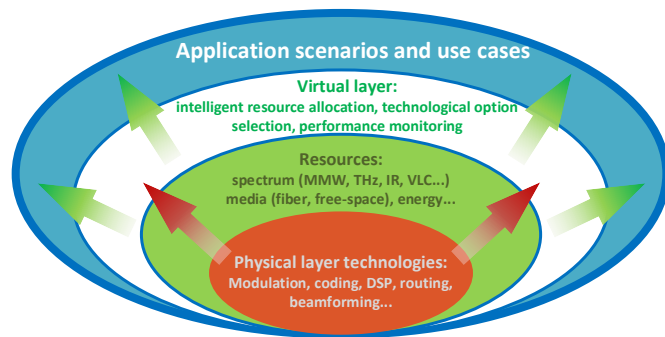 Application scenarios and use cases
Virtual layer:
intelligent resource allocation, technological option
selection, performance monitoring
Resources:
spectrum (MMW, THz, IR, VLC...)
media (fiber, free-space), energy...
Physical layer technologies:
Modulation, coding, DSP, routing,
beamforming...